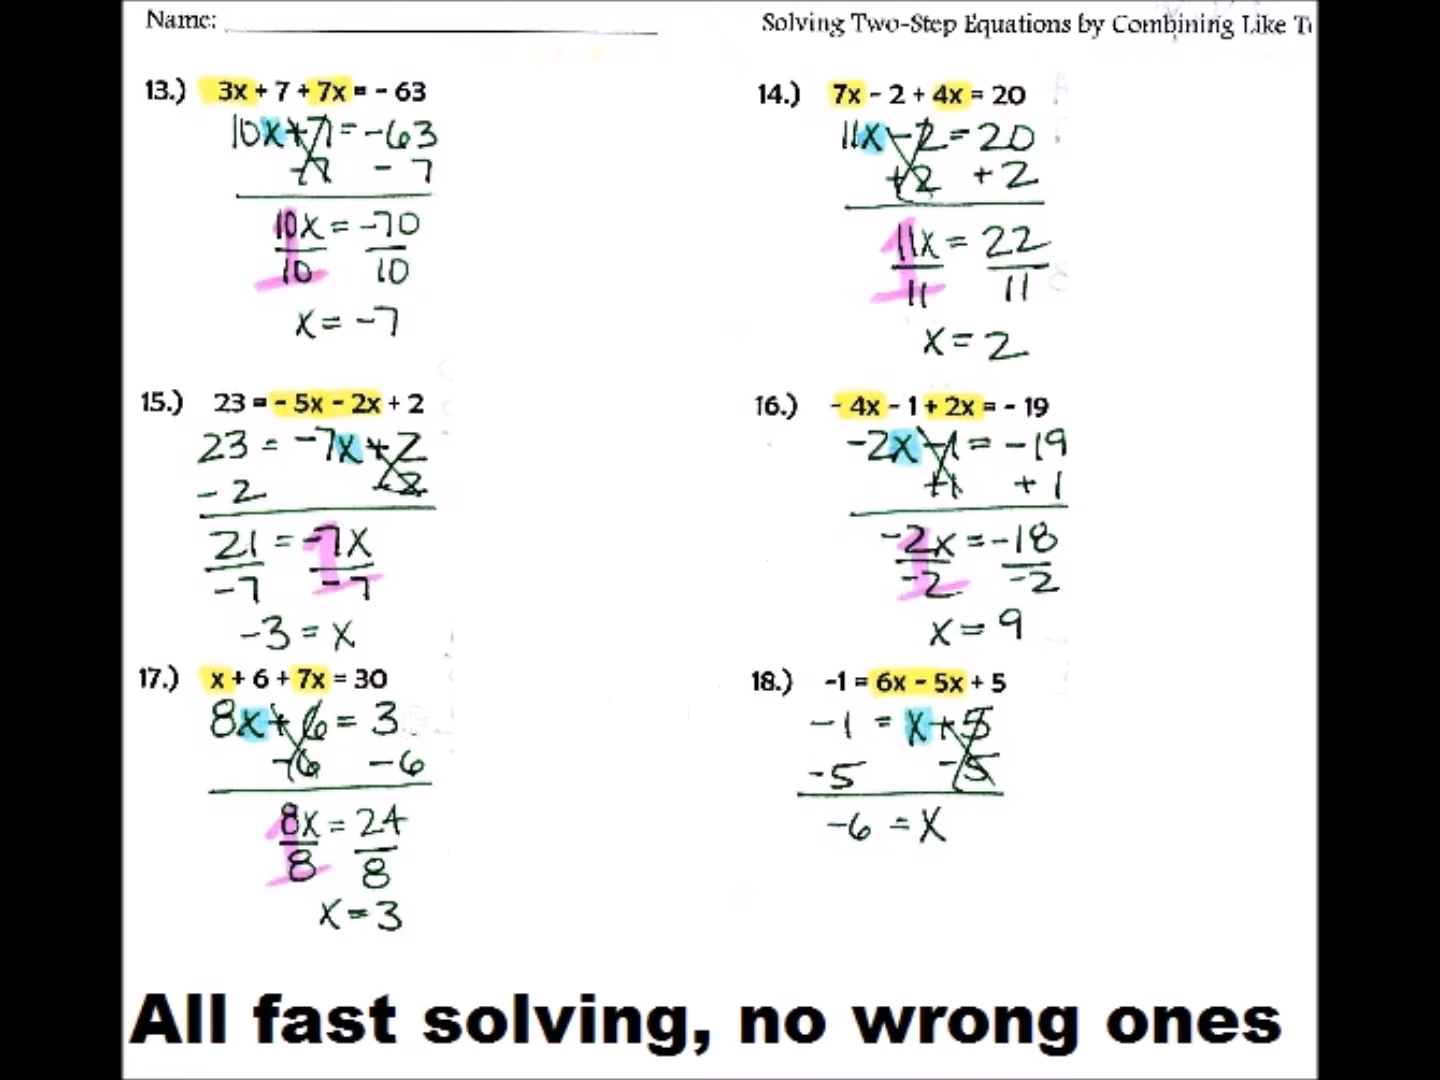 Name:
Solving Two-Step Equations by Combining Like T
13.) 3x + 7 + 7x = - 63
10x + 7 = -63
-7 - 7
10x = -70
10 10
x = -7
14.) 7x - 2 + 4x = 20
11x - 2 = 20
+2 + 2
11x = 22
11 11
x = 2
15.) 23 = - 5x - 2x + 2
23 = -7x + 2
- 2 - 2
21 = -7x
-7 -7
-3 = x
16.) - 4x - 1 + 2x = - 19
-2x - 1 = -19
+1 + 1
-2x = -18
-2 -2
x = 9
17.) x + 6 + 7x = 30
8x + 6 = 3
-6 -6
8x = 24
8 8
x = 3
18.) -1 = 6x - 5x + 5
-1 = x + 5
-5 -5
-6 = x
All fast solving, no wrong ones